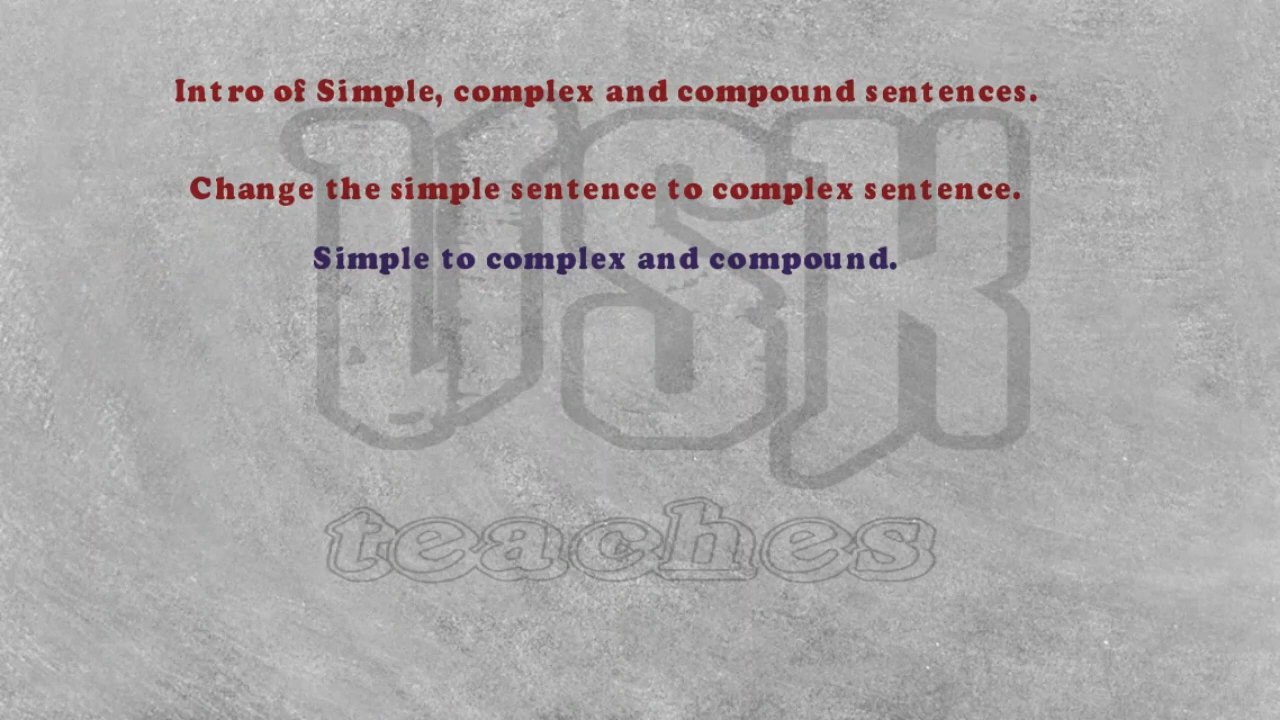 Intro of Simple, complex and compound sentences.
Change the simple sentence to complex sentence.
Simple to complex and compound.
VSK
teaches